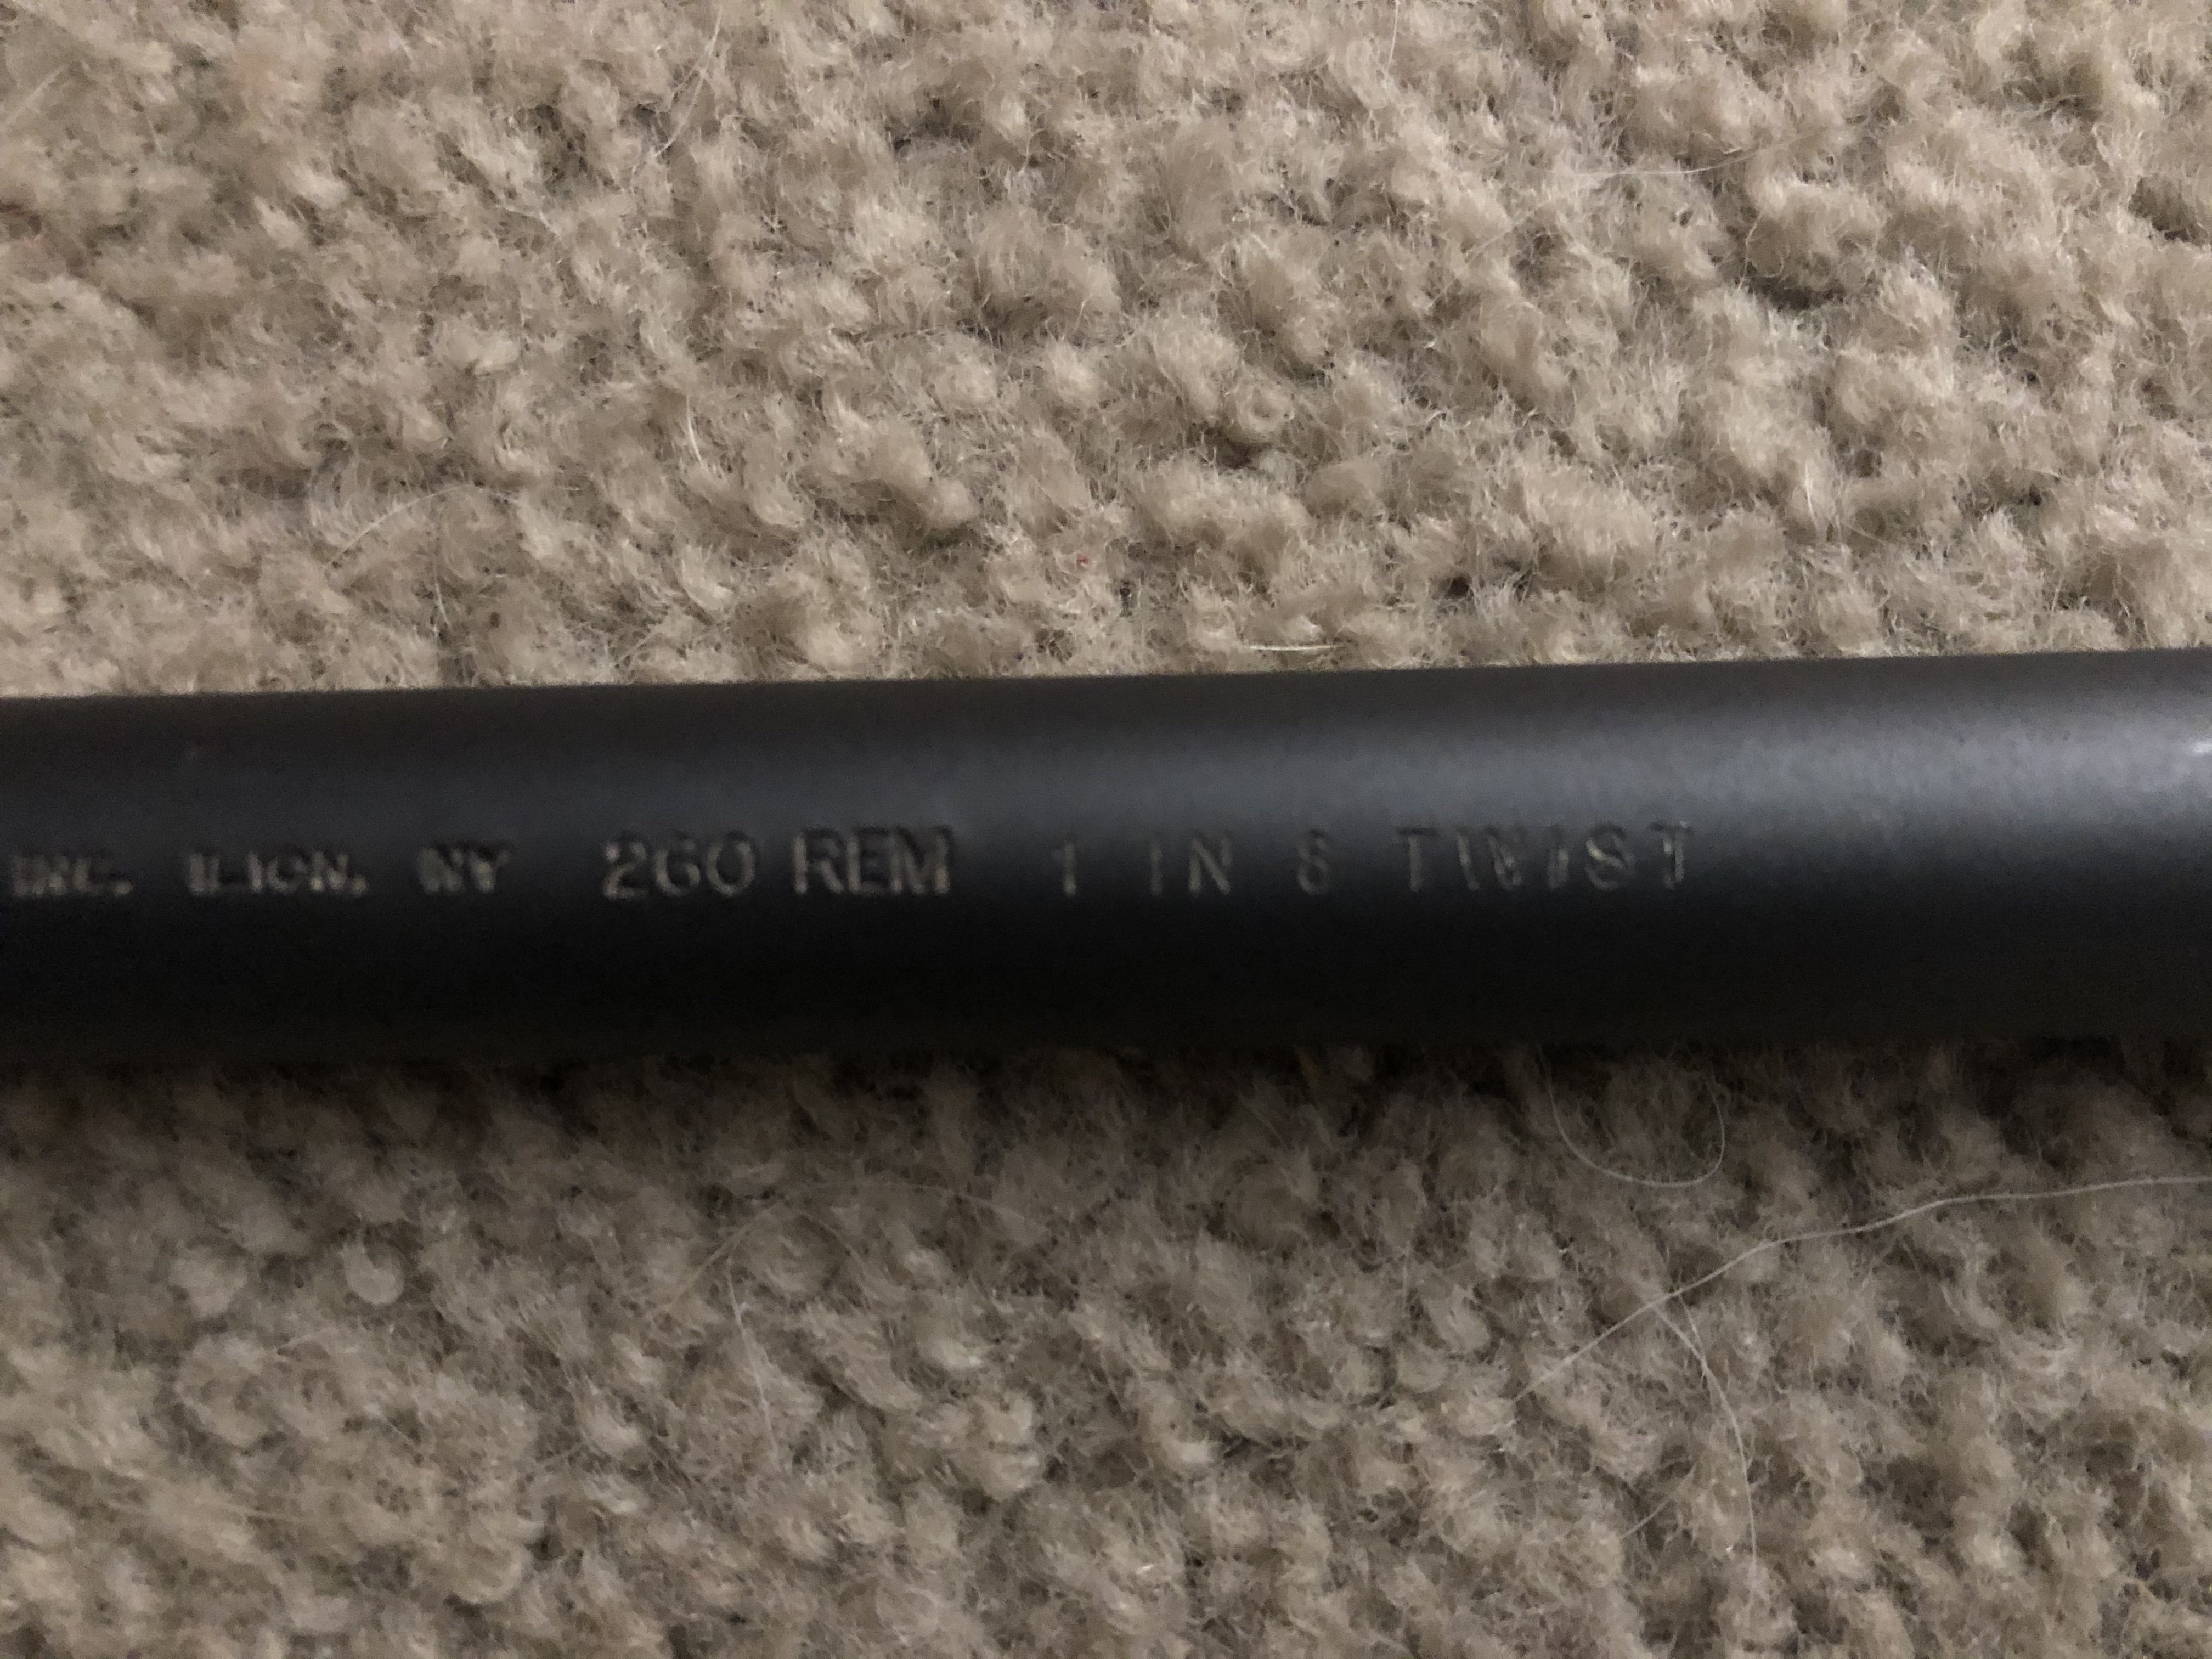 INC. ILION, NY 260 REM 1 IN 8 TWIST